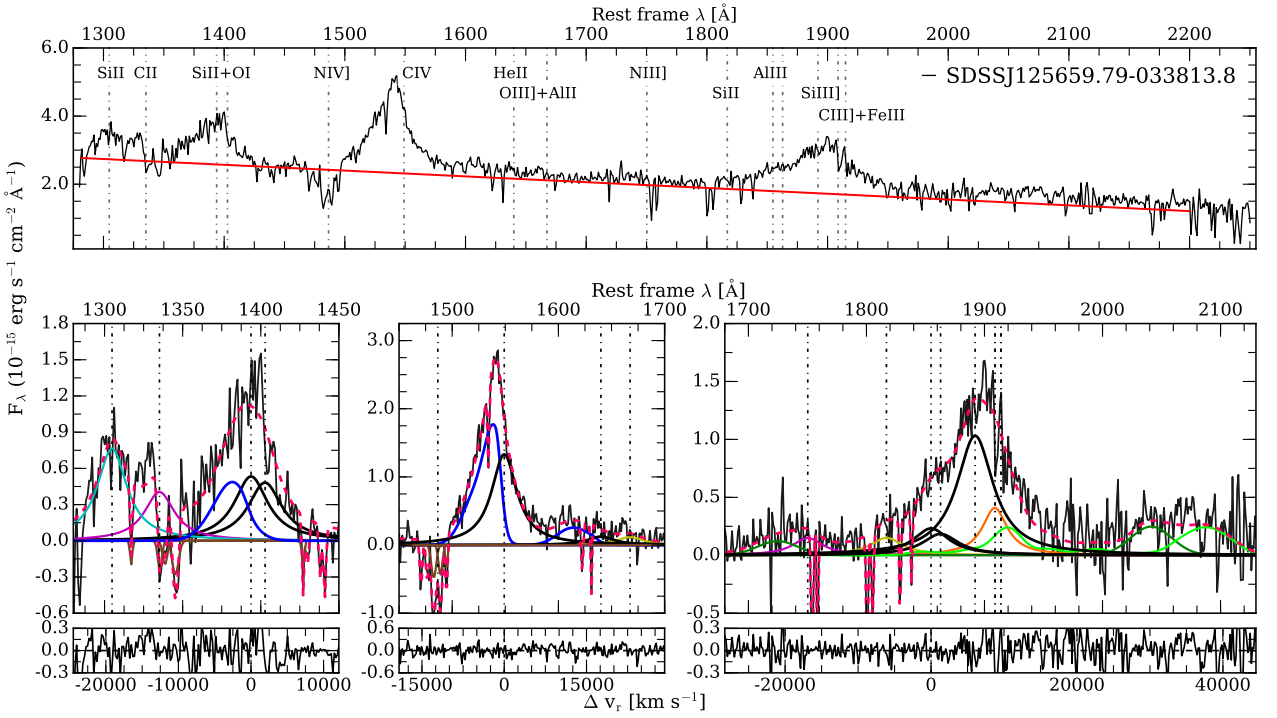 Rest frame λ [Å]
1300 1400 1500 1600 1700 1800 1900 2000 2100 2200
6.0
4.0
2.0
SiII CII SiII+OI NIV] CIV HeII NIII] AlIII
OIII]+AlII SiII SiIII]
CIII]+FeIII
− SDSSJ125659.79-033813.8
F_λ (10^−15 erg s^−1 cm^−2 Å^−1)
Rest frame λ [Å]
1300 1350 1400 1450
1500 1600 1700
1700 1800 1900 2000 2100
1.8
1.5
1.2
0.9
0.6
0.3
0.0
-0.3
-0.6
3.0
2.0
1.0
0.0
-1.0
2.0
1.5
1.0
0.5
0.0
-0.5
0.3
0.0
-0.3
0.6
0.0
-0.6
0.3
0.0
-0.3
-20000 -10000 0 10000
-15000 0 15000
-20000 0 20000 40000
Δ v_r [km s^−1]